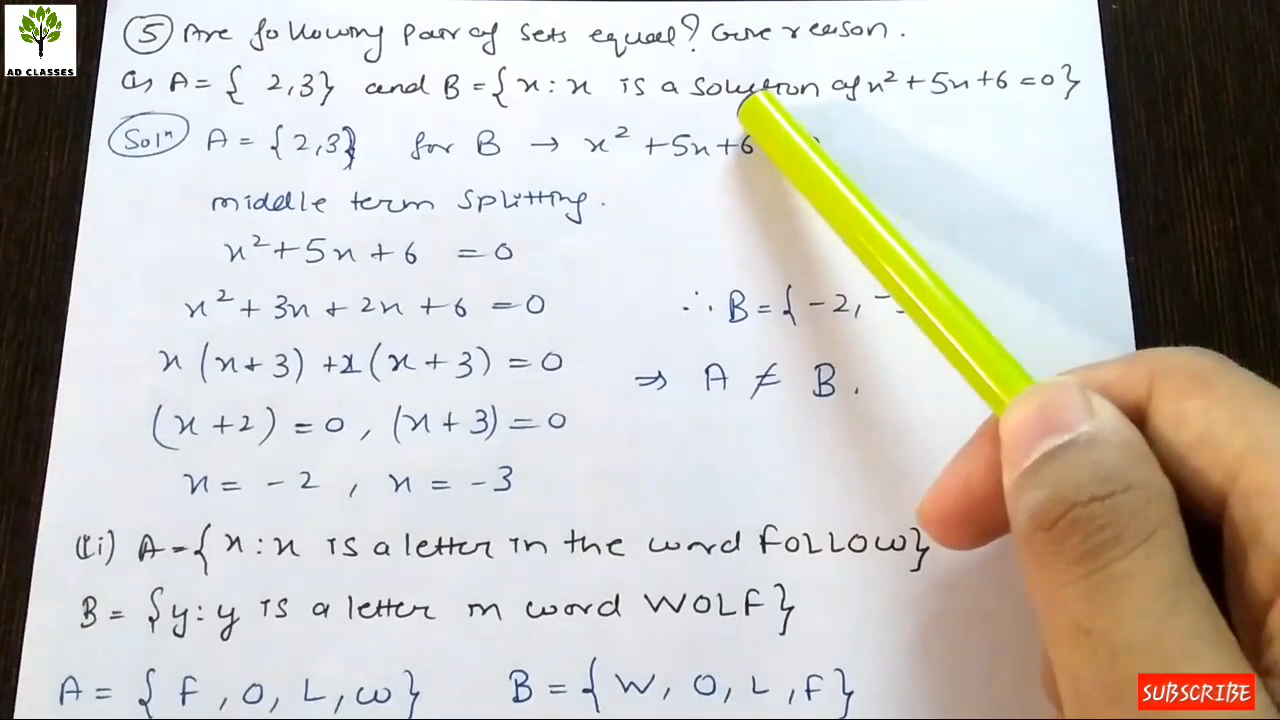 AD CLASSES
⑤ Are following pair of sets equal? Give reason.
(i) A = { 2,3} and B = {x : x is a solution of x² + 5x + 6 = 0}
Solⁿ A = {2,3} for B → x² + 5x + 6
middle term splitting.
x² + 5x + 6 = 0
x² + 3x + 2x + 6 = 0
x (x + 3) + 2 (x + 3) = 0
(x + 2) = 0 , (x + 3) = 0
x = - 2 , x = - 3
∴ B = { - 2, -
⇒ A ≠ B .
(ii) A = { x : x is a letter in the word FOLLOW}
B = {y : y is a letter in word WOLF}
A = { F , O , L , W} B = { W, O, L , F}
SUBSCRIBE